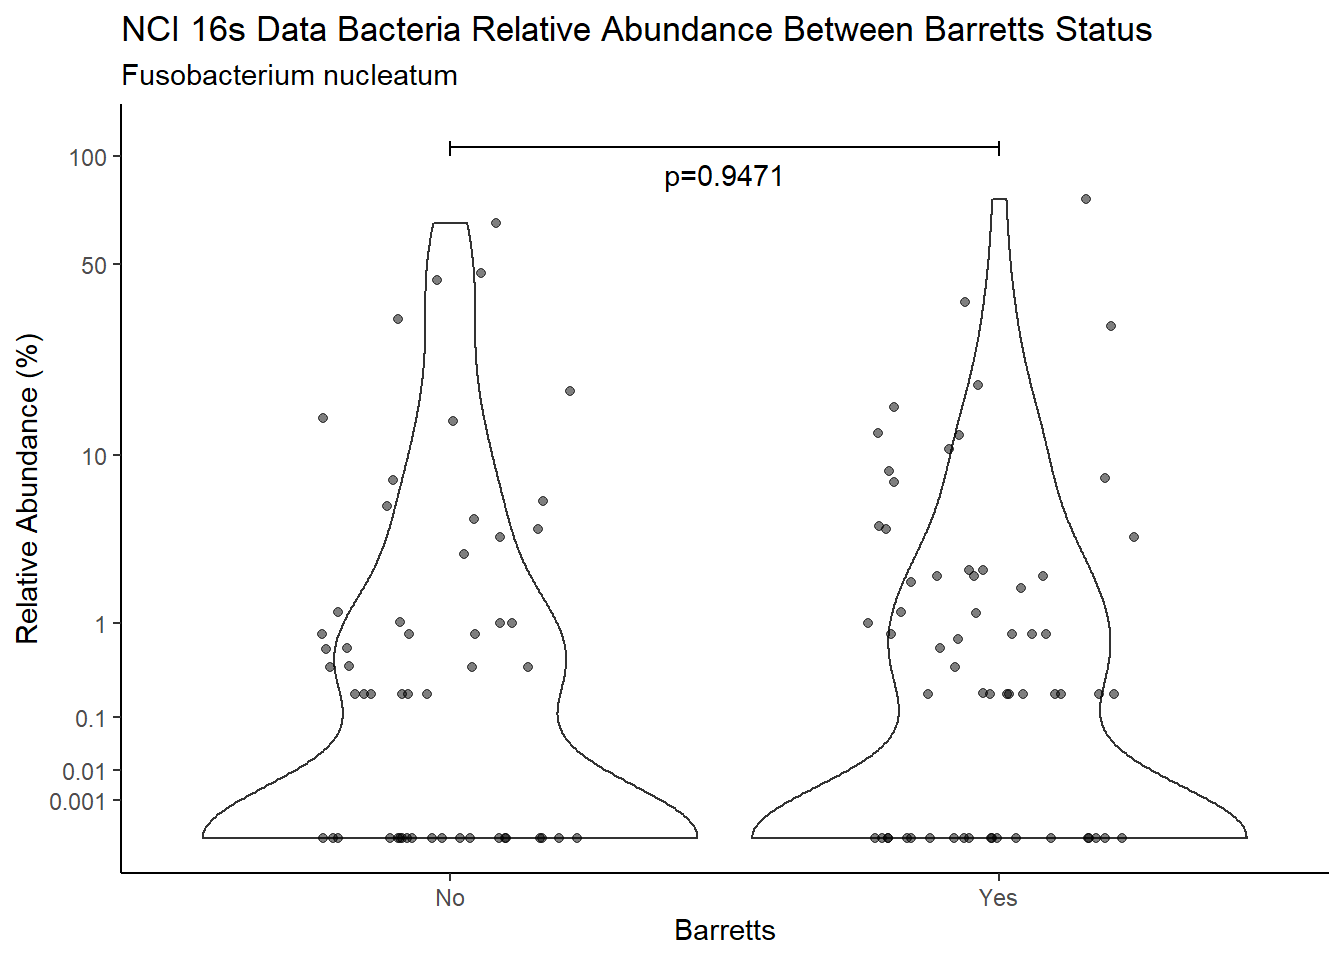 NCI 16s Data Bacteria Relative Abundance Between Barretts Status
Fusobacterium nucleatum
Relative Abundance (%)
100
50
10
1
0.1
0.01
0.001
p=0.9471
No
Yes
Barretts